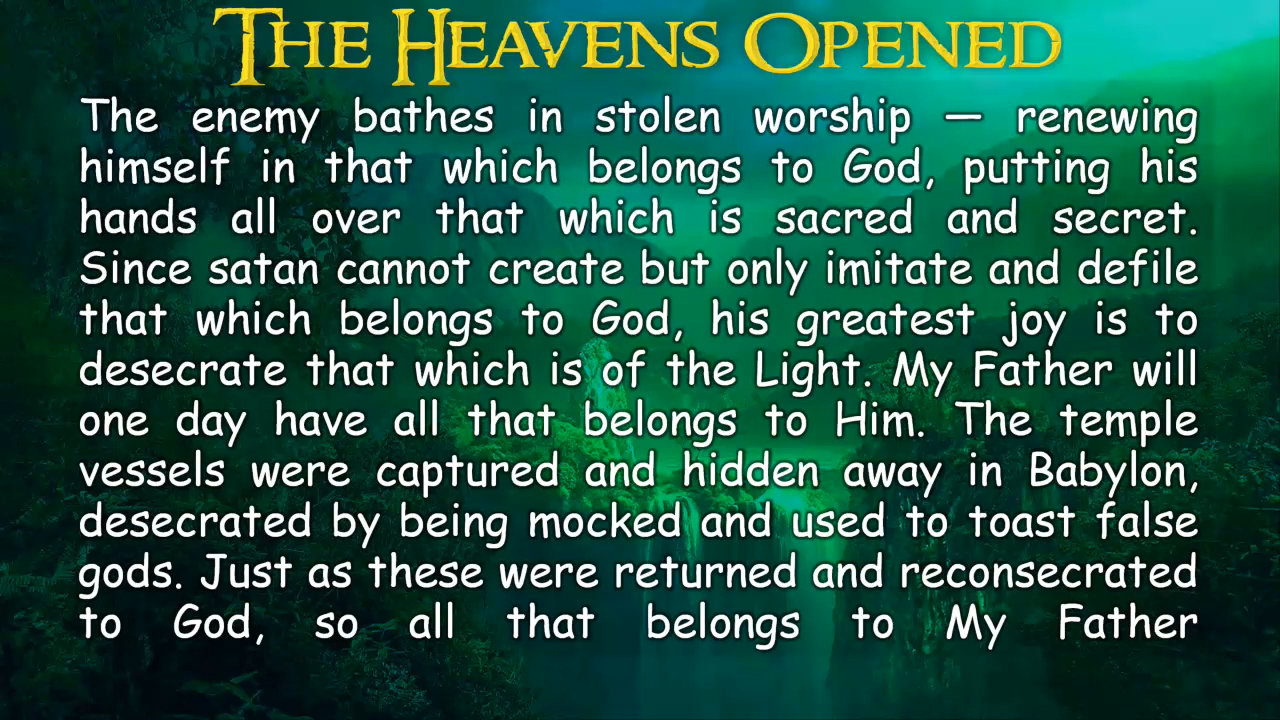 THE HEAVENS OPENED
The enemy bathes in stolen worship — renewing
himself in that which belongs to God, putting his
hands all over that which is sacred and secret.
Since satan cannot create but only imitate and defile
that which belongs to God, his greatest joy is to
desecrate that which is of the Light. My Father will
one day have all that belongs to Him. The temple
vessels were captured and hidden away in Babylon,
desecrated by being mocked and used to toast false
gods. Just as these were returned and reconsecrated
to God, so all that belongs to My Father